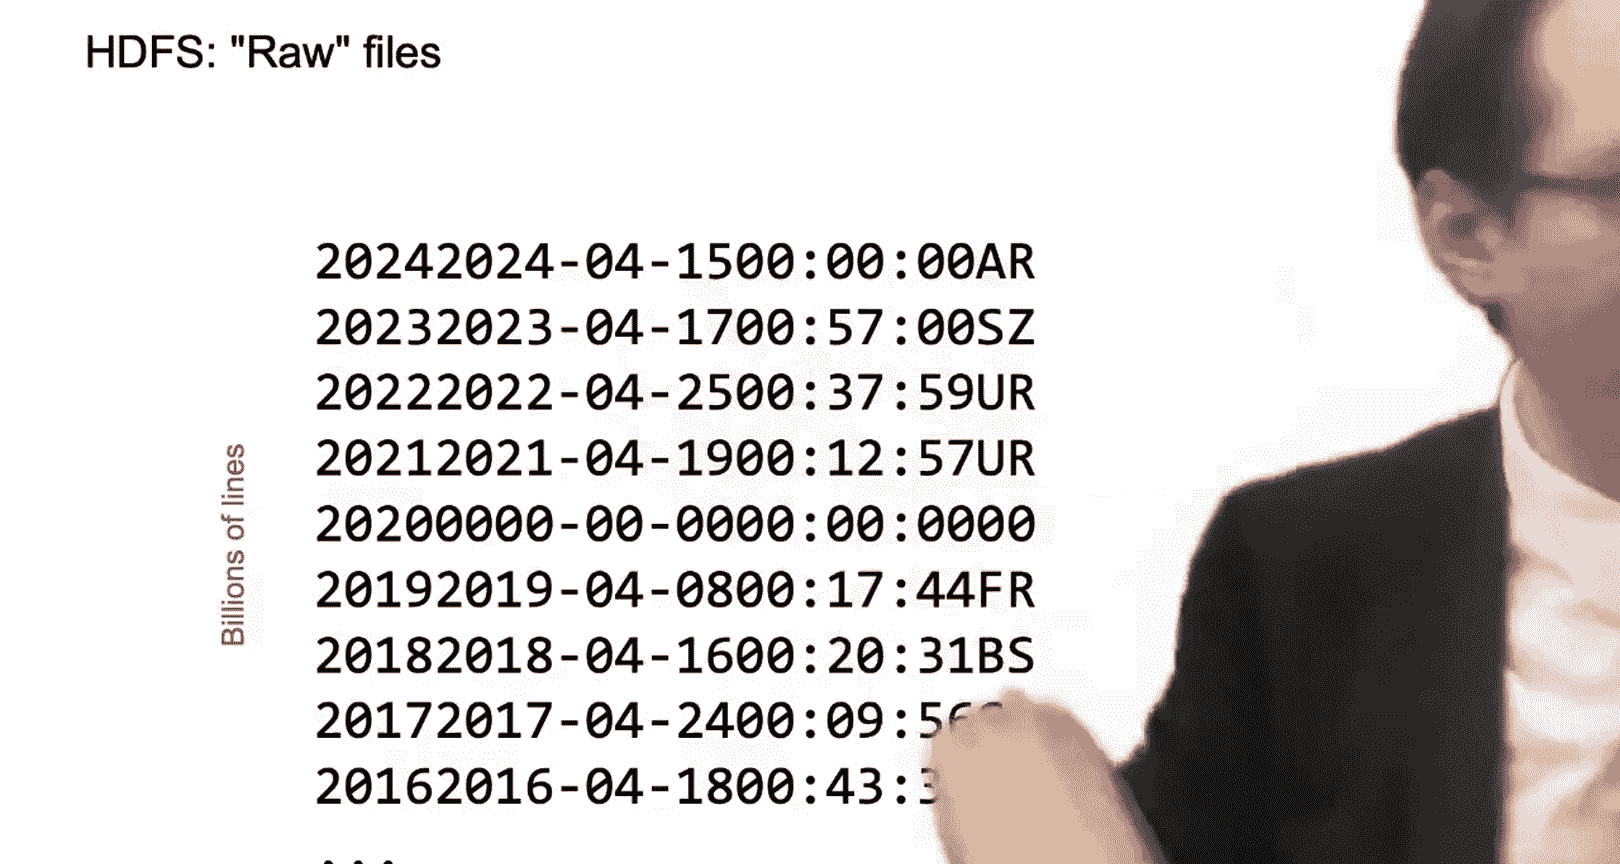 HDFS: "Raw" files
20242024-04-1500:00:00AR
20232023-04-1700:57:00SZ
20222022-04-2500:37:59UR
20212021-04-1900:12:57UR
Billions of lines
20200000-00-0000:00:0000
20192019-04-0800:17:44FR
20182018-04-1600:20:31BS
20172017-04-2400:09:56
20162016-04-1800:43:3
...